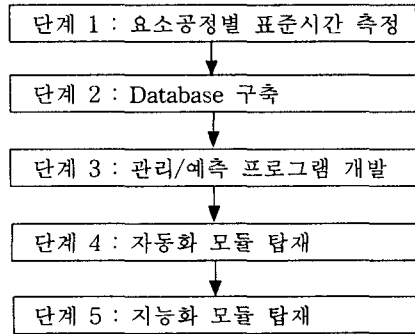 단계 1 : 요소공정별 표준시간 측정
단계 2 : Database 구축
단계 3 : 관리/예측 프로그램 개발
단계 4 : 자동화 모듈 탑재
단계 5 : 지능화 모듈 탑재